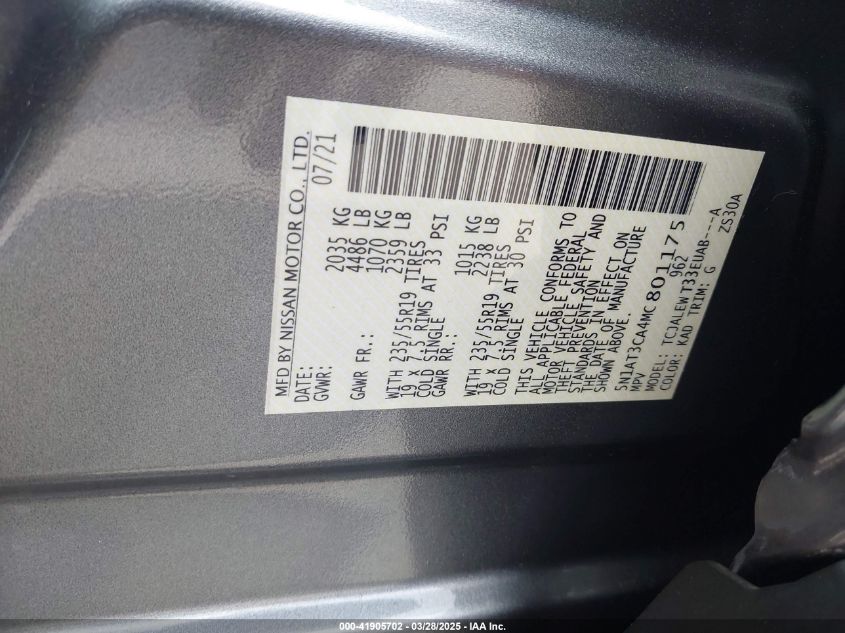 MFD BY NISSAN MOTOR CO., LTD.
DATE: 07/21
GVWR: 2035 KG
4486 LB
GAWR FR.: 1070 KG
2359 LB
WITH 235/55R19 TIRES
19 X 7.5 RIMS AT 33 PSI
COLD SINGLE
GAWR RR.: 1015 KG
2238 LB
WITH 235/55R19 TIRES
19 X 7.5 RIMS AT 30 PSI
COLD SINGLE
THIS VEHICLE CONFORMS TO
ALL APPLICABLE FEDERAL
MOTOR VEHICLE SAFETY AND
THEFT PREVENTION
STANDARDS IN EFFECT ON
THE DATE OF MANUFACTURE
SHOWN ABOVE.
5N1AT3CA4MC801175
MPV 962
MODEL: TCJALEWT33EUAB----A
COLOR: KAD TRIM: G ZS30A
000-41905702 - 03/28/2025 - IAA Inc.